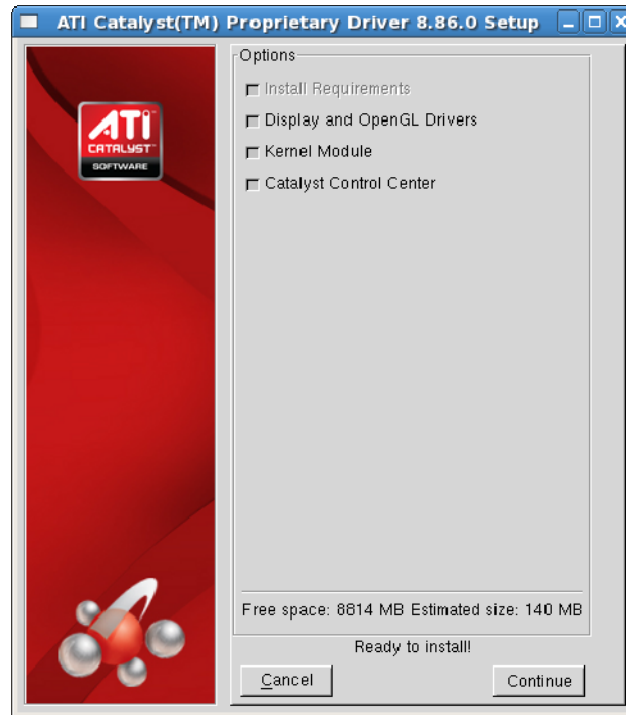 ATI Catalyst(TM) Proprietary Driver 8.86.0 Setup
ATI
CATALYST™
SOFTWARE
Options
Install Requirements
Display and OpenGL Drivers
Kernel Module
Catalyst Control Center
Free space: 8814 MB Estimated size: 140 MB
Ready to install!
Cancel
Continue